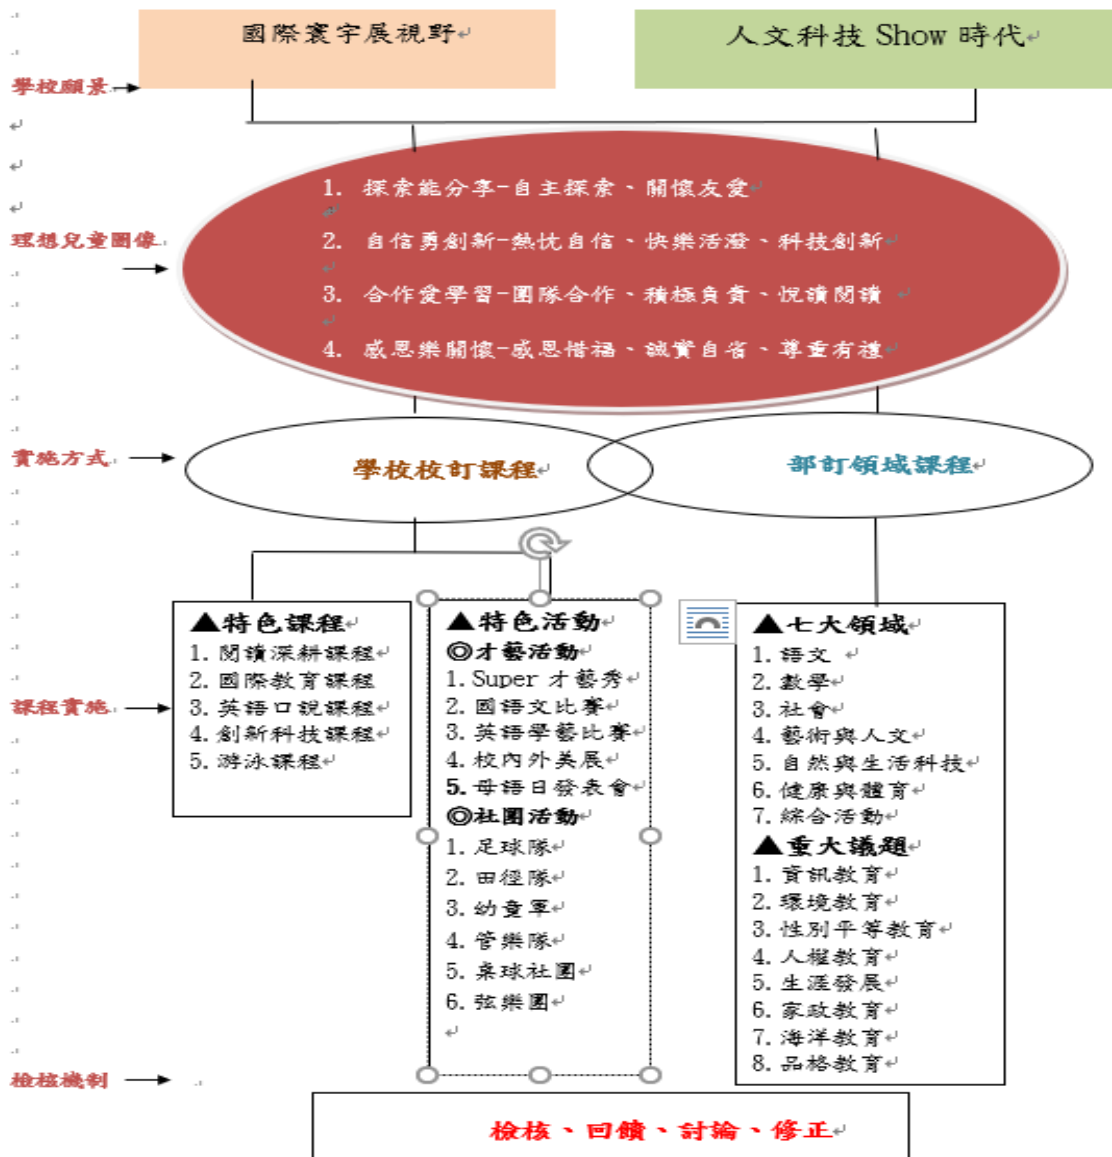 國際寰宇展視野
人文科技 Show 時代
學校願景
1. 探索能分享-自主探索、關懷友愛
理想兒童圖像
2. 自信勇創新-熱忱自信、快樂活潑、科技創新
3. 合作愛學習-團隊合作、積極負責、悅讀閱讀
4. 感恩樂關懷-感恩惜福、誠實自省、尊重有禮
實施方式
學校校訂課程
部訂領域課程
課程實施
▲特色課程
1. 閱讀深耕課程
2. 國際教育課程
3. 英語口說課程
4. 創新科技課程
5. 游泳課程
▲特色活動
◎才藝活動
1. Super 才藝秀
2. 國語文比賽
3. 英語學藝比賽
4. 校內外美展
5. 母語日發表會
◎社團活動
1. 足球隊
2. 田徑隊
3. 幼童軍
4. 管樂隊
5. 桌球社團
6. 弦樂團
▲七大領域
1. 語文
2. 數學
3. 社會
4. 藝術與人文
5. 自然與生活科技
6. 健康與體育
7. 綜合活動
▲重大議題
1. 資訊教育
2. 環境教育
3. 性別平等教育
4. 人權教育
5. 生涯發展
6. 家政教育
7. 海洋教育
8. 品格教育
檢核機制
檢核、回饋、討論、修正